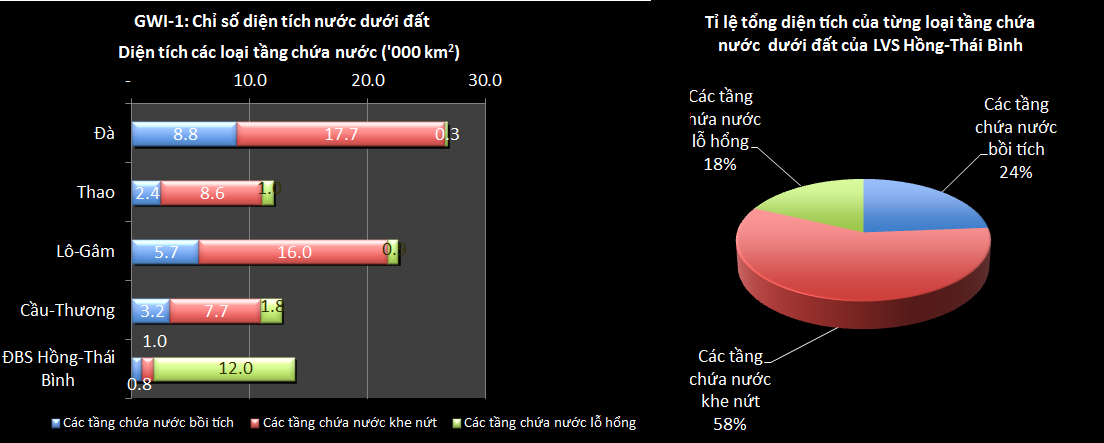 GWI-1: Chỉ số diện tích nước dưới đất
Diện tích các loại tầng chứa nước ('000 km²)
- 10.0 20.0 30.0
Đà 8.8 17.7 0.3
Thao 2.4 8.6 1.0
Lô-Gâm 5.7 16.0
Cầu-Thương 3.2 7.7 1.8
1.0
ĐBS Hồng-Thái
Bình
12.0
0.8
Các tầng chứa nước bồi tích Các tầng chứa nước khe nứt Các tầng chứa nước lỗ hổng
Tỉ lệ tổng diện tích của từng loại tầng chứa
nước dưới đất của LVS Hồng-Thái Bình
Các tầng
chứa nước
lỗ hổng
18%
Các tầng
chứa nước
bồi tích
24%
Các tầng
chứa nước
khe nứt
58%